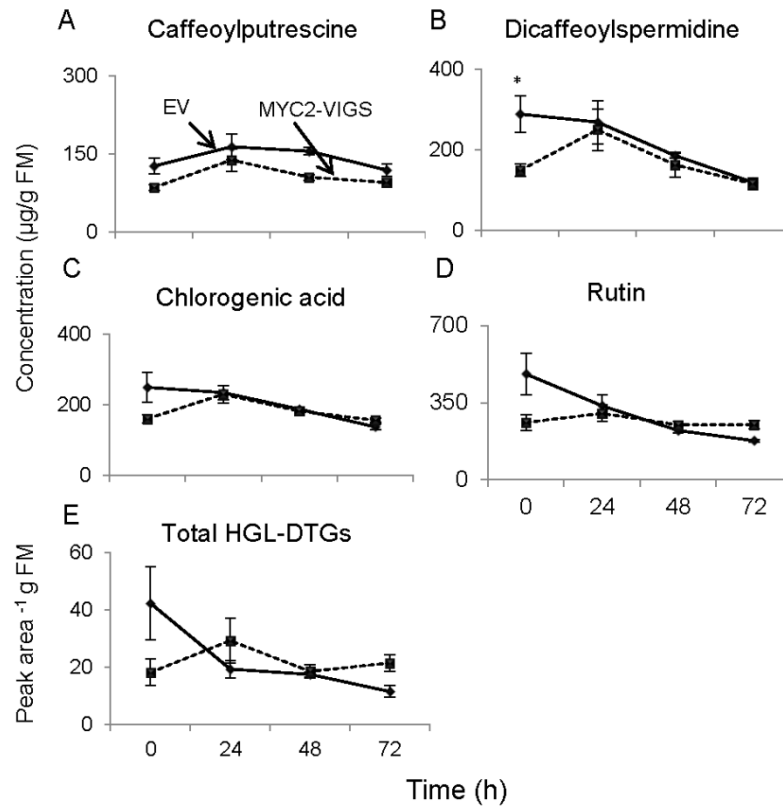 A
Caffeoylputrescine
300
150
0
EV
MYC2-VIGS
B
Dicaffeoylspermidine
400
200
0
*
Concentration (µg/g FM)
C
Chlorogenic acid
400
200
0
D
Rutin
700
350
0
0 24 48 72
E
Total HGL-DTGs
60
40
20
0
Peak area ⁻¹ g FM
0 24 48 72
Time (h)